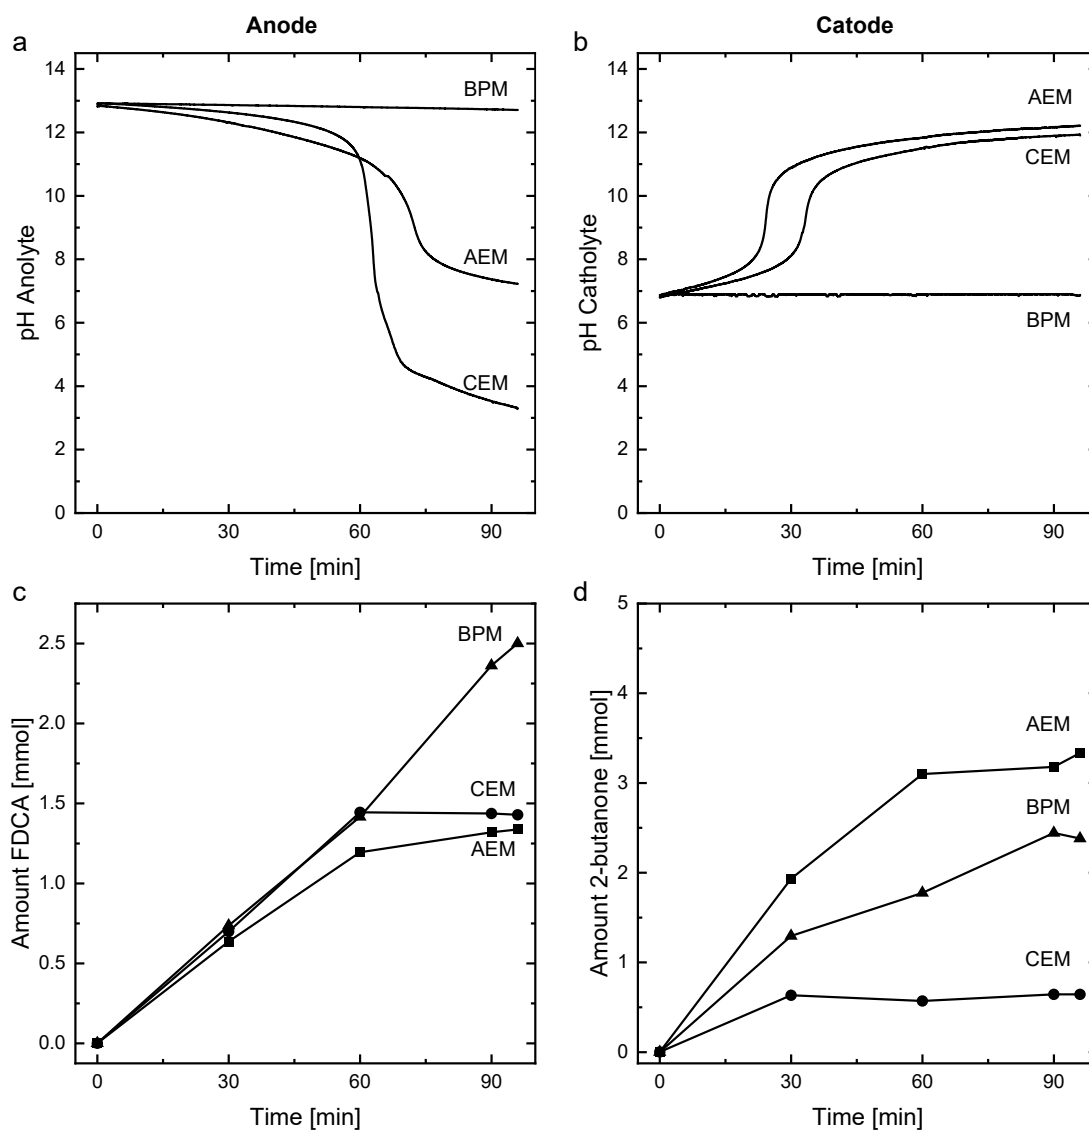 Anode
Catode
a
b
14
12
10
8
6
4
2
0
pH Anolyte
BPM
AEM
CEM
0
30
60
90
Time [min]
14
12
10
8
6
4
2
0
pH Catholyte
AEM
CEM
BPM
0
30
60
90
Time [min]
c
d
2.5
2.0
1.5
1.0
0.5
0.0
Amount FDCA [mmol]
BPM
CEM
AEM
0
30
60
90
Time [min]
5
4
3
2
1
0
Amount 2-butanone [mmol]
AEM
BPM
CEM
0
30
60
90
Time [min]